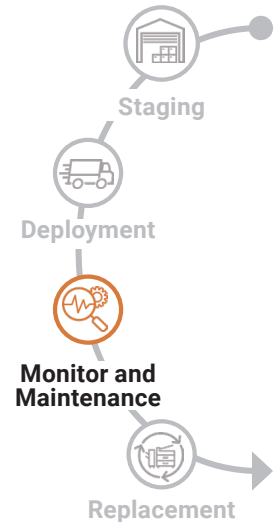 Staging
Deployment
Monitor and
Maintenance
Replacement